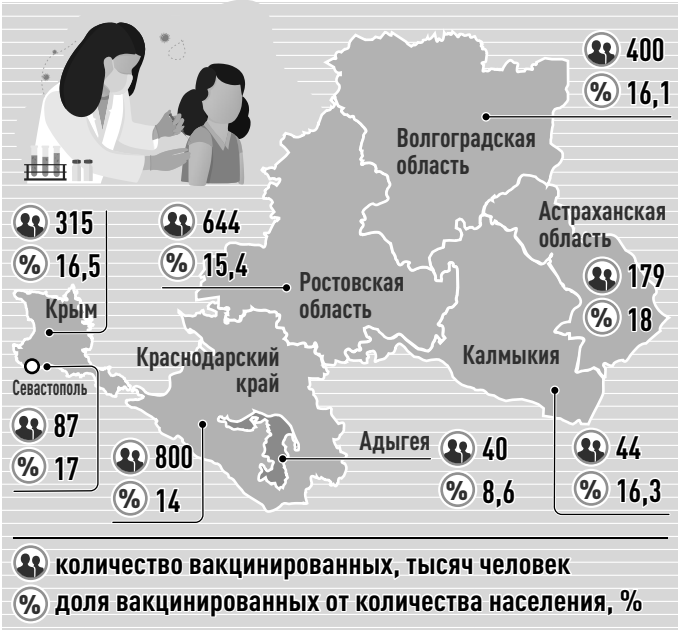 400
% 16,1
Волгоградская
область
Астраханская
область
179
% 18
315
% 16,5
Крым
644
% 15,4
Ростовская
область
Краснодарский
край
Калмыкия
Севастополь
87
% 17
800
% 14
Адыгея
40
% 8,6
44
% 16,3
количество вакцинированных, тысяч человек
% доля вакцинированных от количества населения, %